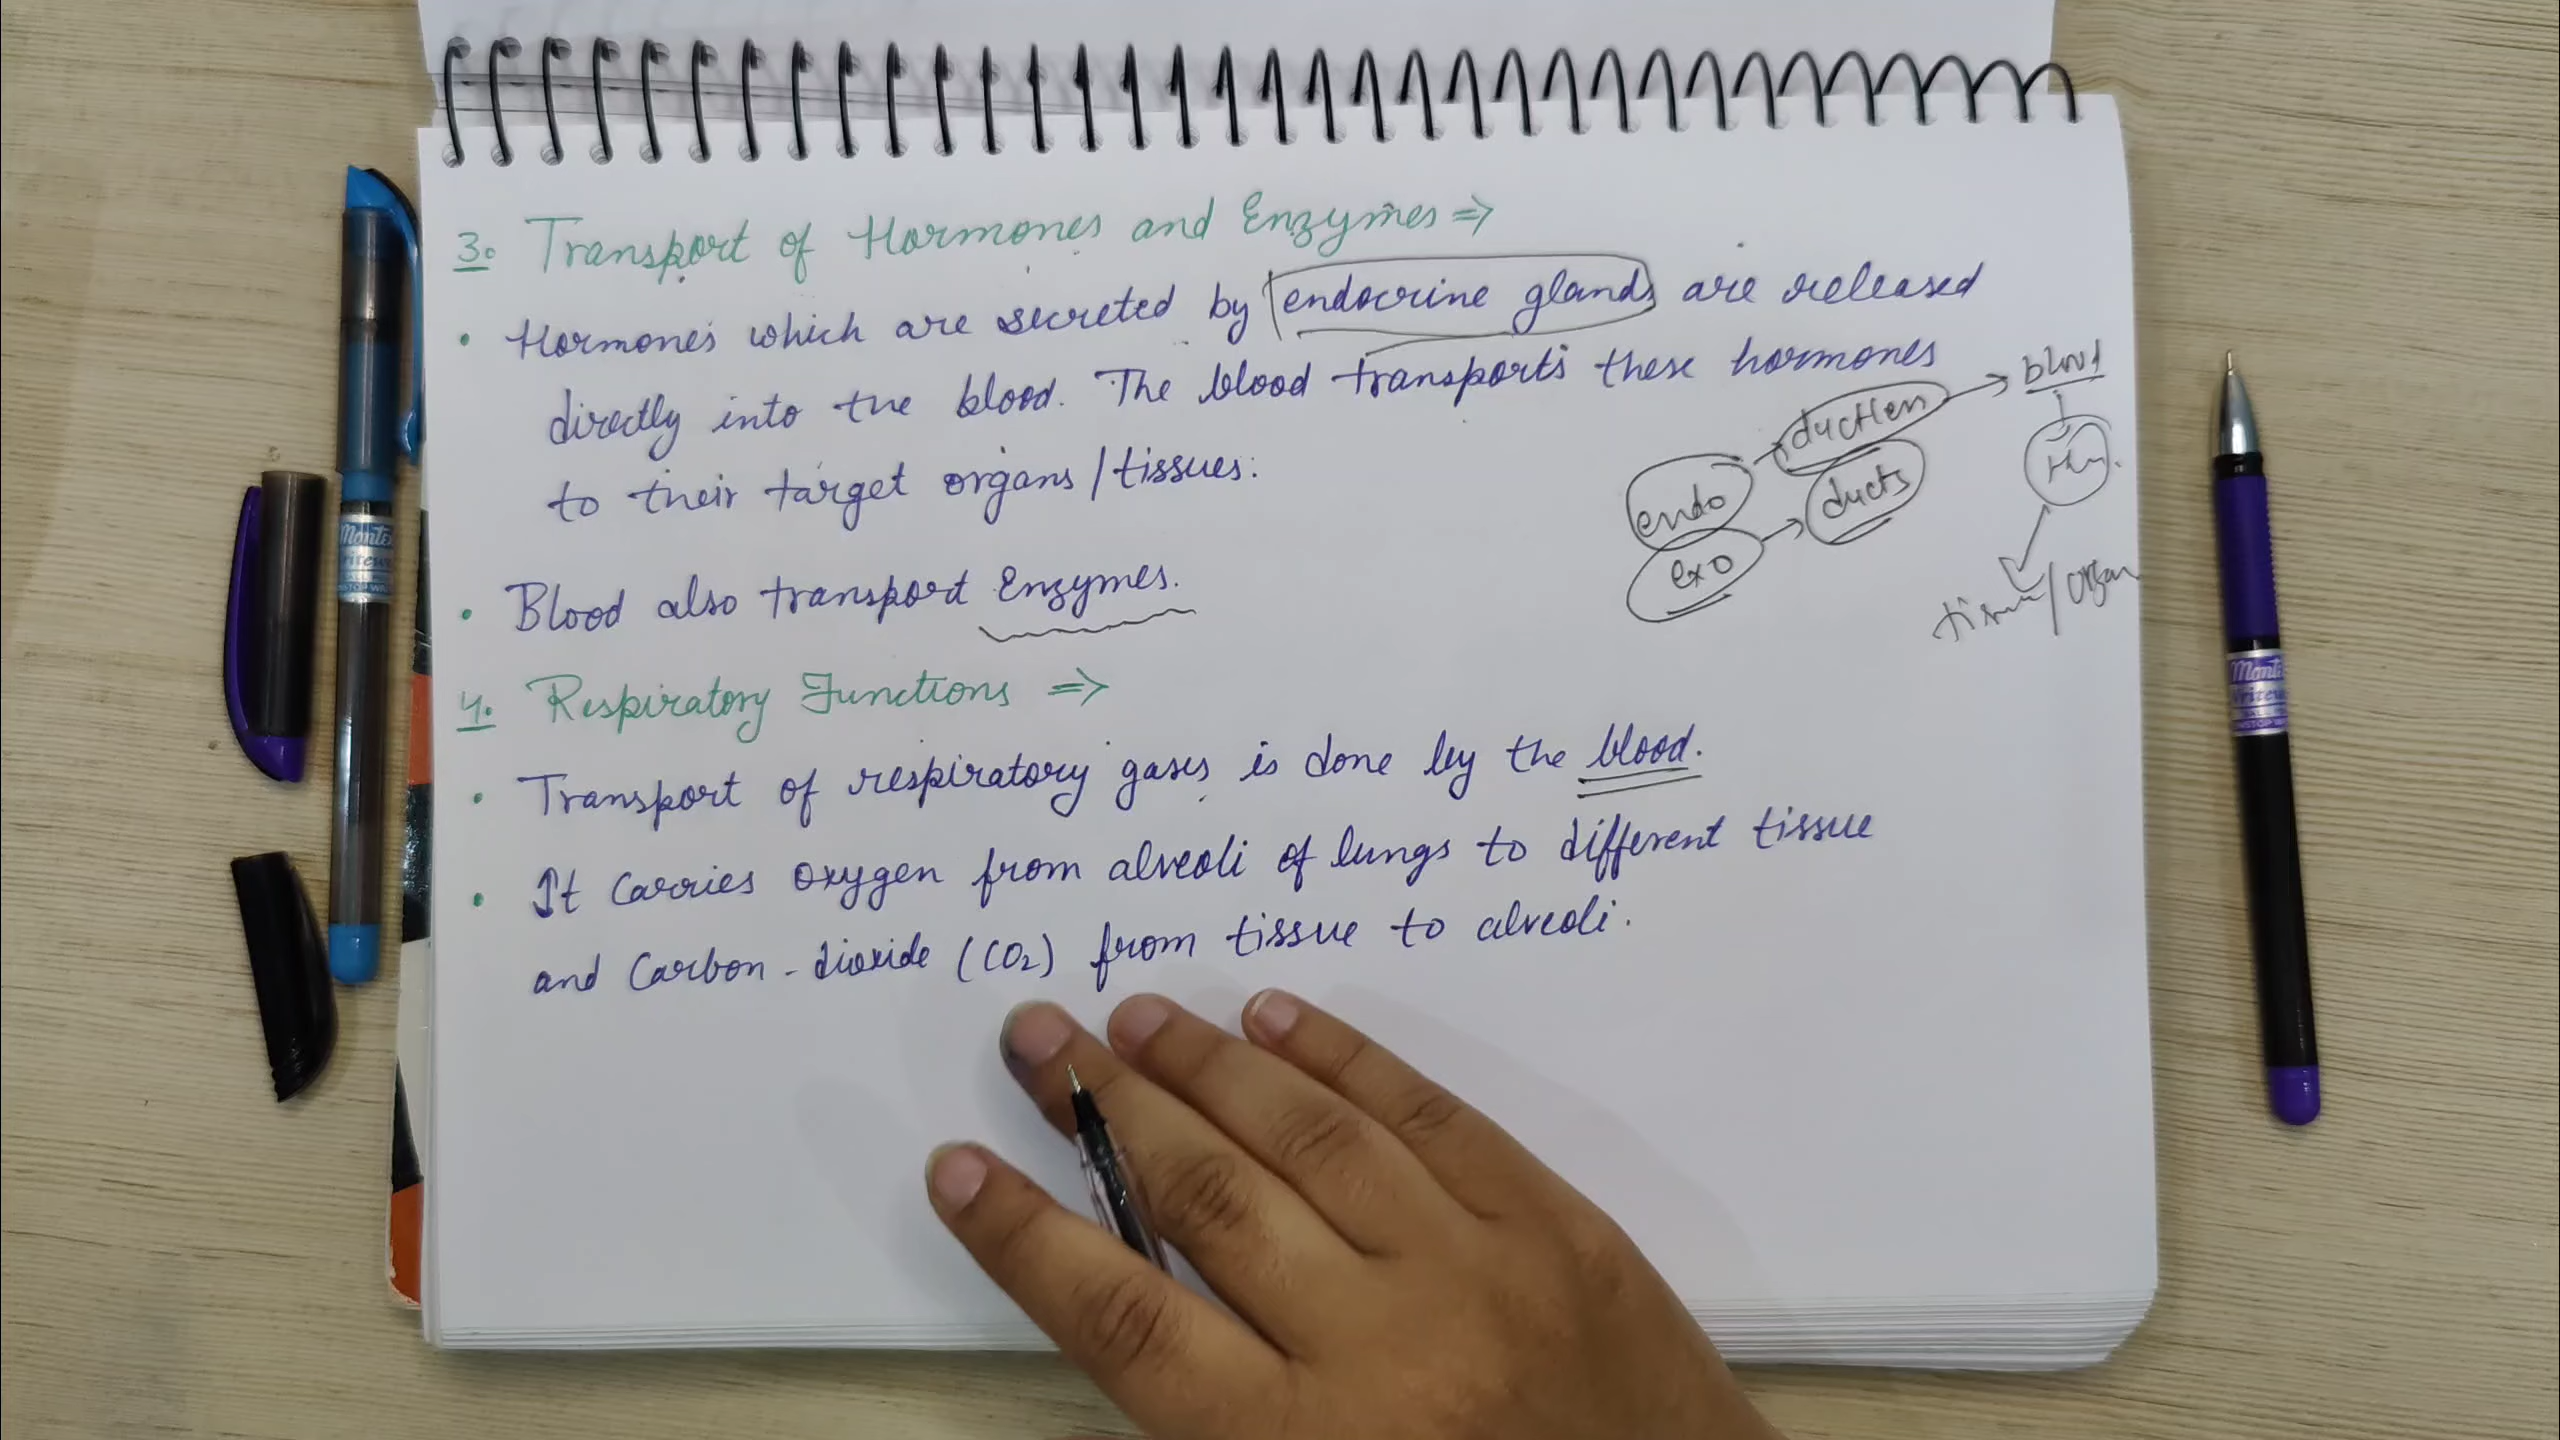 3. Transport of Hormones and Enzymes ⇒
• Hormones which are secreted by endocrine glands are released
directly into the blood. The blood transports these hormones
to their target organs/tissues.
• Blood also transport Enzymes.
4. Respiratory Functions ⇒
• Transport of respiratory gases is done by the blood.
• It carries oxygen from alveoli of lungs to different tissue
and Carbon-dioxide (CO₂) from tissue to alveoli.
endo → → blood
exo → ducts
tissue/organ
Monte
Monte